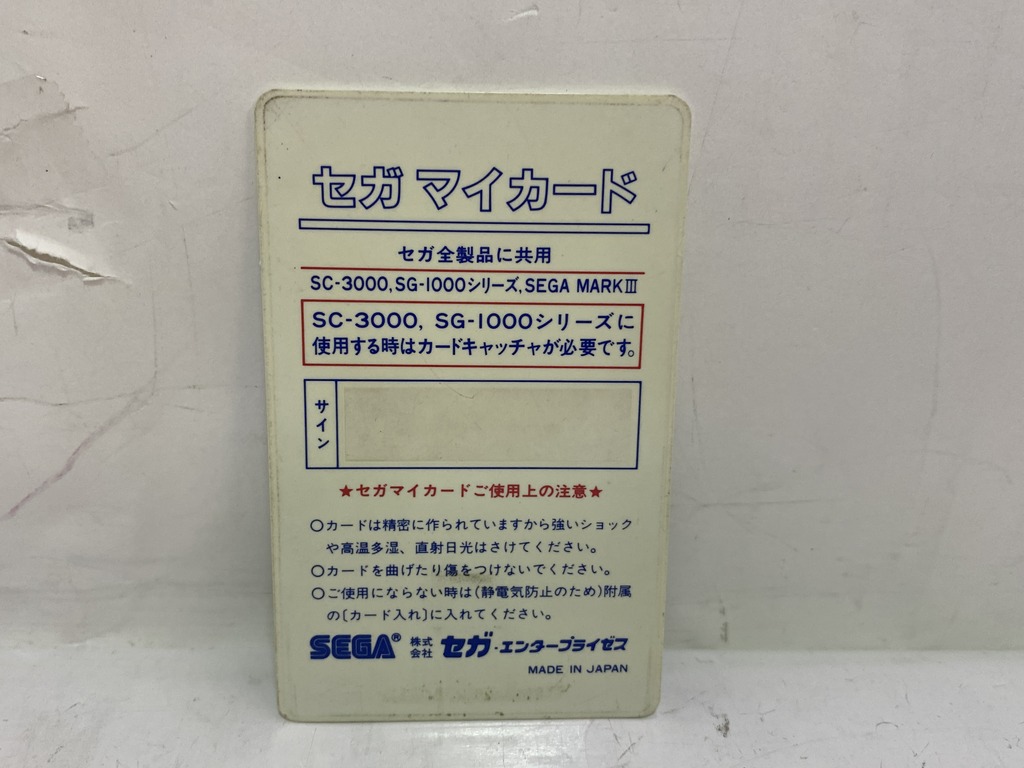 セガ マイカード
セガ全製品に共用
SC-3000,SG-1000シリーズ,SEGA MARKⅢ
SC-3000, SG-1000シリーズに
使用する時はカードキャッチャが必要です。
サイン
★セガマイカードご使用上の注意★
○カードは精密に作られていますから強いショック
や高温多湿、直射日光はさけてください。
○カードを曲げたり傷をつけないでください。
○ご使用にならない時は(静電気防止のため)附属
の〔カード入れ〕に入れてください。
SEGA® 株式会社 セガ・エンタープライゼス
MADE IN JAPAN